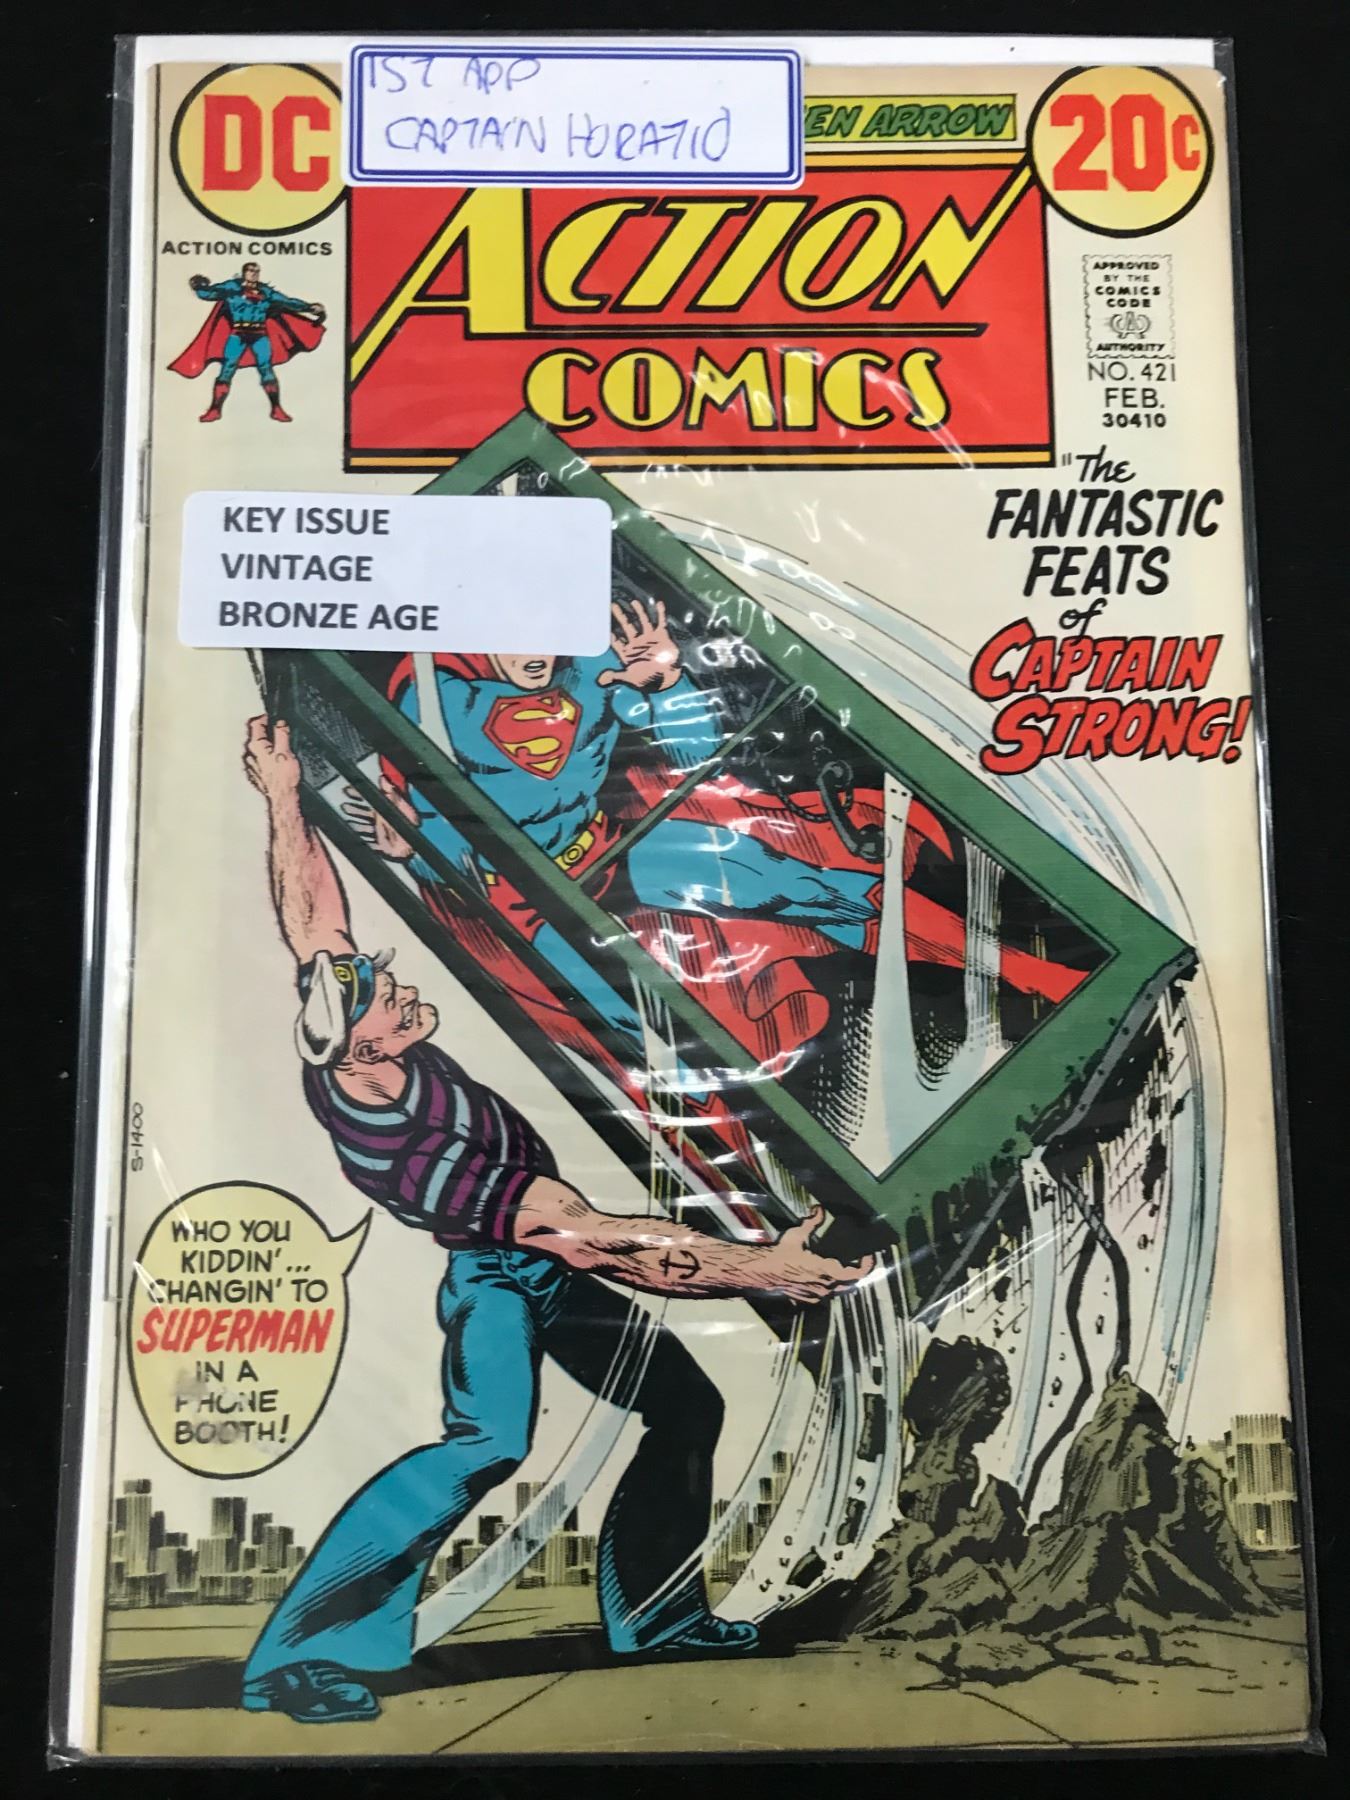 1ST APP
CAPTAIN HORATIO
DC
EN ARROW
20¢
ACTION COMICS
ACTION
COMICS
APPROVED
BY THE
COMICS
CODE
AUTHORITY
NO. 421
FEB.
30410
"The
FANTASTIC
FEATS
of
CAPTAIN
STRONG!
KEY ISSUE
VINTAGE
BRONZE AGE
S-1400
WHO YOU
KIDDIN'...
CHANGIN' TO
SUPERMAN
IN A
PHONE
BOOTH!